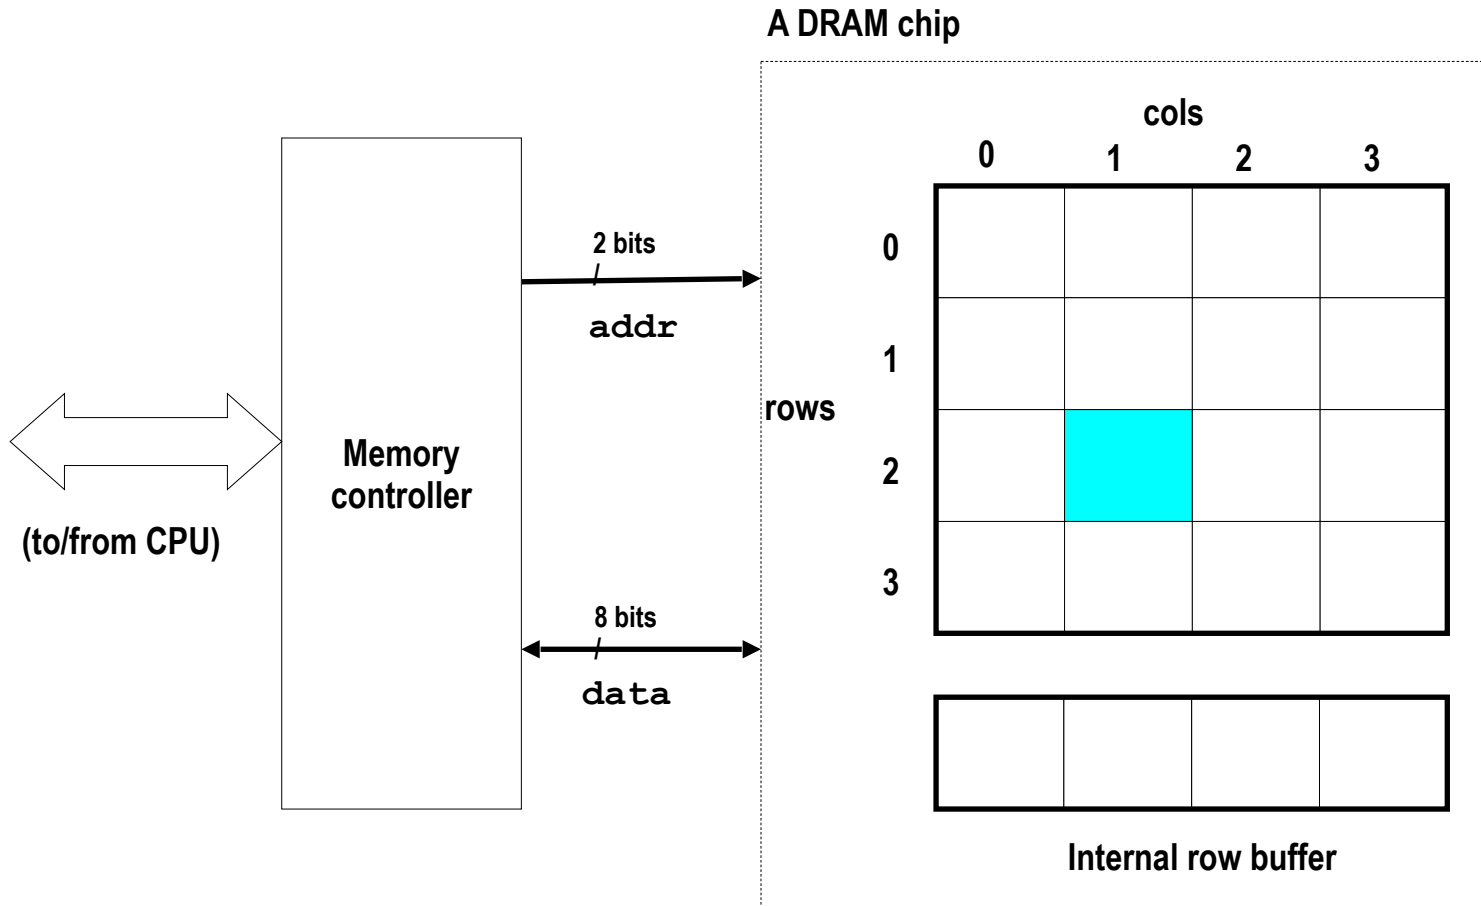 A DRAM chip
cols
0 1 2 3
2 bits
0
addr
1
rows
Memory
controller
2
(to/from CPU)
3
8 bits
data
Internal row buffer